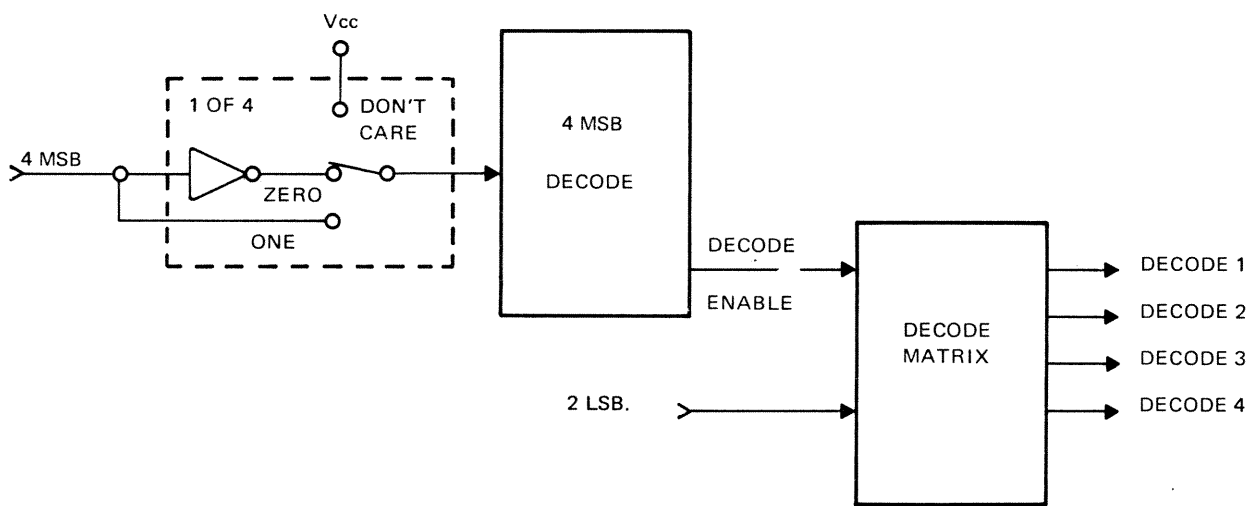 Vcc
1 OF 4
DON'T
CARE
4 MSB
ZERO
ONE
4 MSB
DECODE
DECODE
ENABLE
DECODE
MATRIX
2 LSB.
DECODE 1
DECODE 2
DECODE 3
DECODE 4